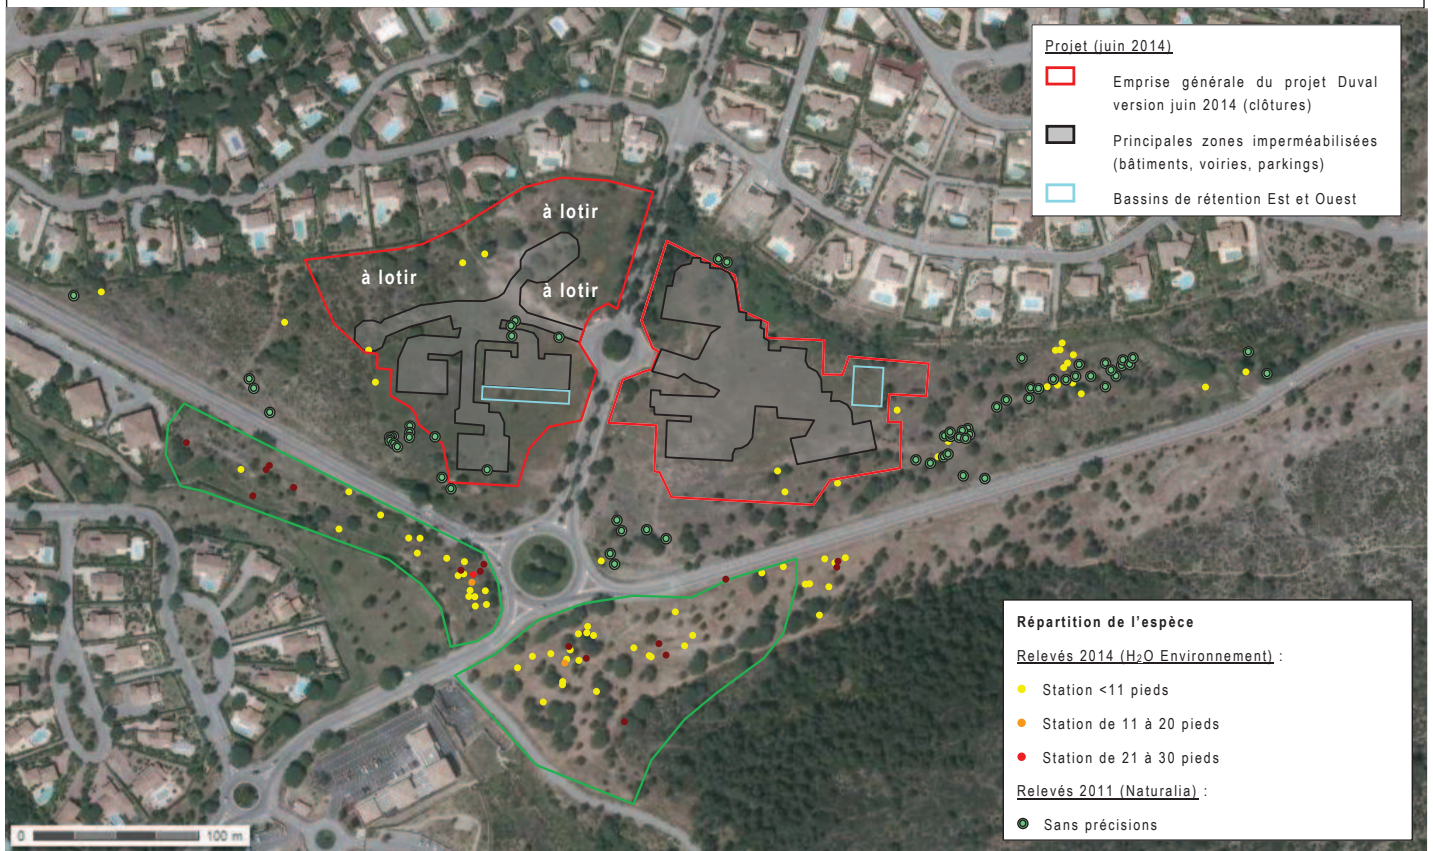 Projet (juin 2014)
Emprise générale du projet Duval
version juin 2014 (clôtures)
Principales zones imperméabilisées
(bâtiments, voiries, parkings)
Bassins de rétention Est et Ouest
à lotir
à lotir
à lotir
Répartition de l'espèce
Relevés 2014 (H₂O Environnement) :
Station <11 pieds
Station de 11 à 20 pieds
Station de 21 à 30 pieds
Relevés 2011 (Naturalia) :
Sans précisions
0 100 m